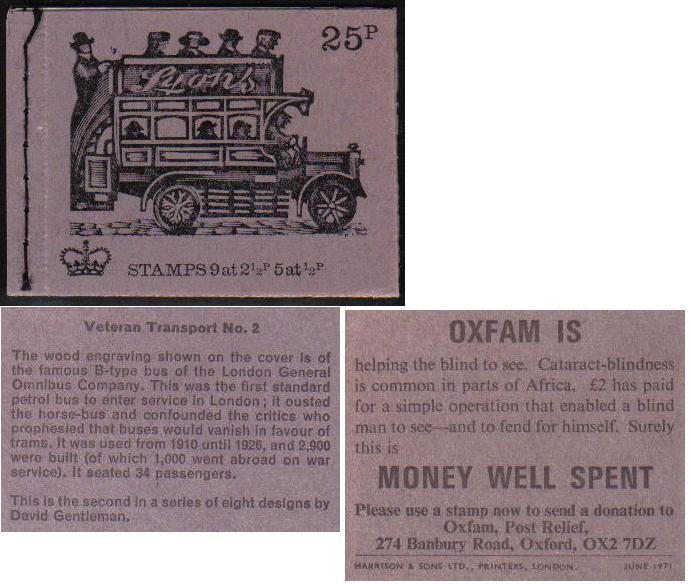 25P
Lyons
STAMPS 9 at 2½P 5 at ½P
Veteran Transport No. 2
The wood engraving shown on the cover is of
the famous B-type bus of the London General
Omnibus Company. This was the first standard
petrol bus to enter service in London; it ousted
the horse-bus and confounded the critics who
prophesied that buses would vanish in favour of
trams. It was used from 1910 until 1926, and 2,900
were built (of which 1,000 went abroad on war
service). It seated 34 passengers.
This is the second in a series of eight designs by
David Gentleman.
OXFAM IS
helping the blind to see. Cataract-blindness
is common in parts of Africa. £2 has paid
for a simple operation that enabled a blind
man to see—and to fend for himself. Surely
this is
MONEY WELL SPENT
Please use a stamp now to send a donation to
Oxfam, Post Relief,
274 Banbury Road, Oxford, OX2 7DZ
HARRISON & SONS LTD., PRINTERS, LONDON. JUNE 1971